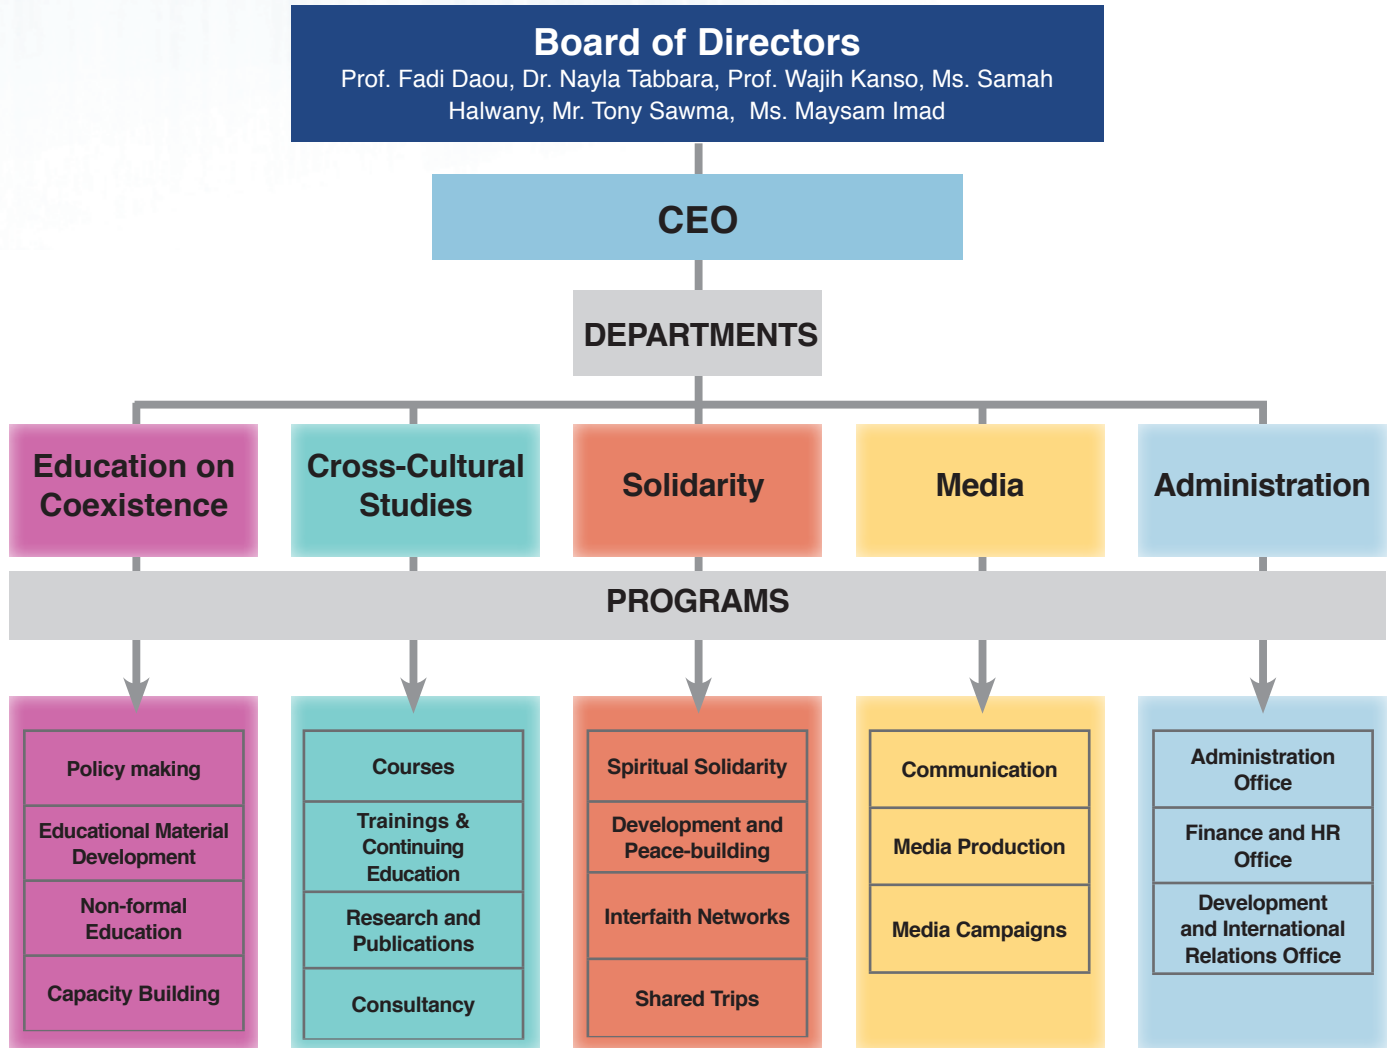 Board of Directors
Prof. Fadi Daou, Dr. Nayla Tabbara, Prof. Wajih Kanso, Ms. Samah
Halwany, Mr. Tony Sawma, Ms. Maysam Imad
CEO
DEPARTMENTS
Education on
Coexistence
Cross-Cultural
Studies
Solidarity
Media
Administration
PROGRAMS
Policy making
Educational Material
Development
Non-formal
Education
Capacity Building
Courses
Trainings &
Continuing
Education
Research and
Publications
Consultancy
Spiritual Solidarity
Development and
Peace-building
Interfaith Networks
Shared Trips
Communication
Media Production
Media Campaigns
Administration
Office
Finance and HR
Office
Development
and International
Relations Office